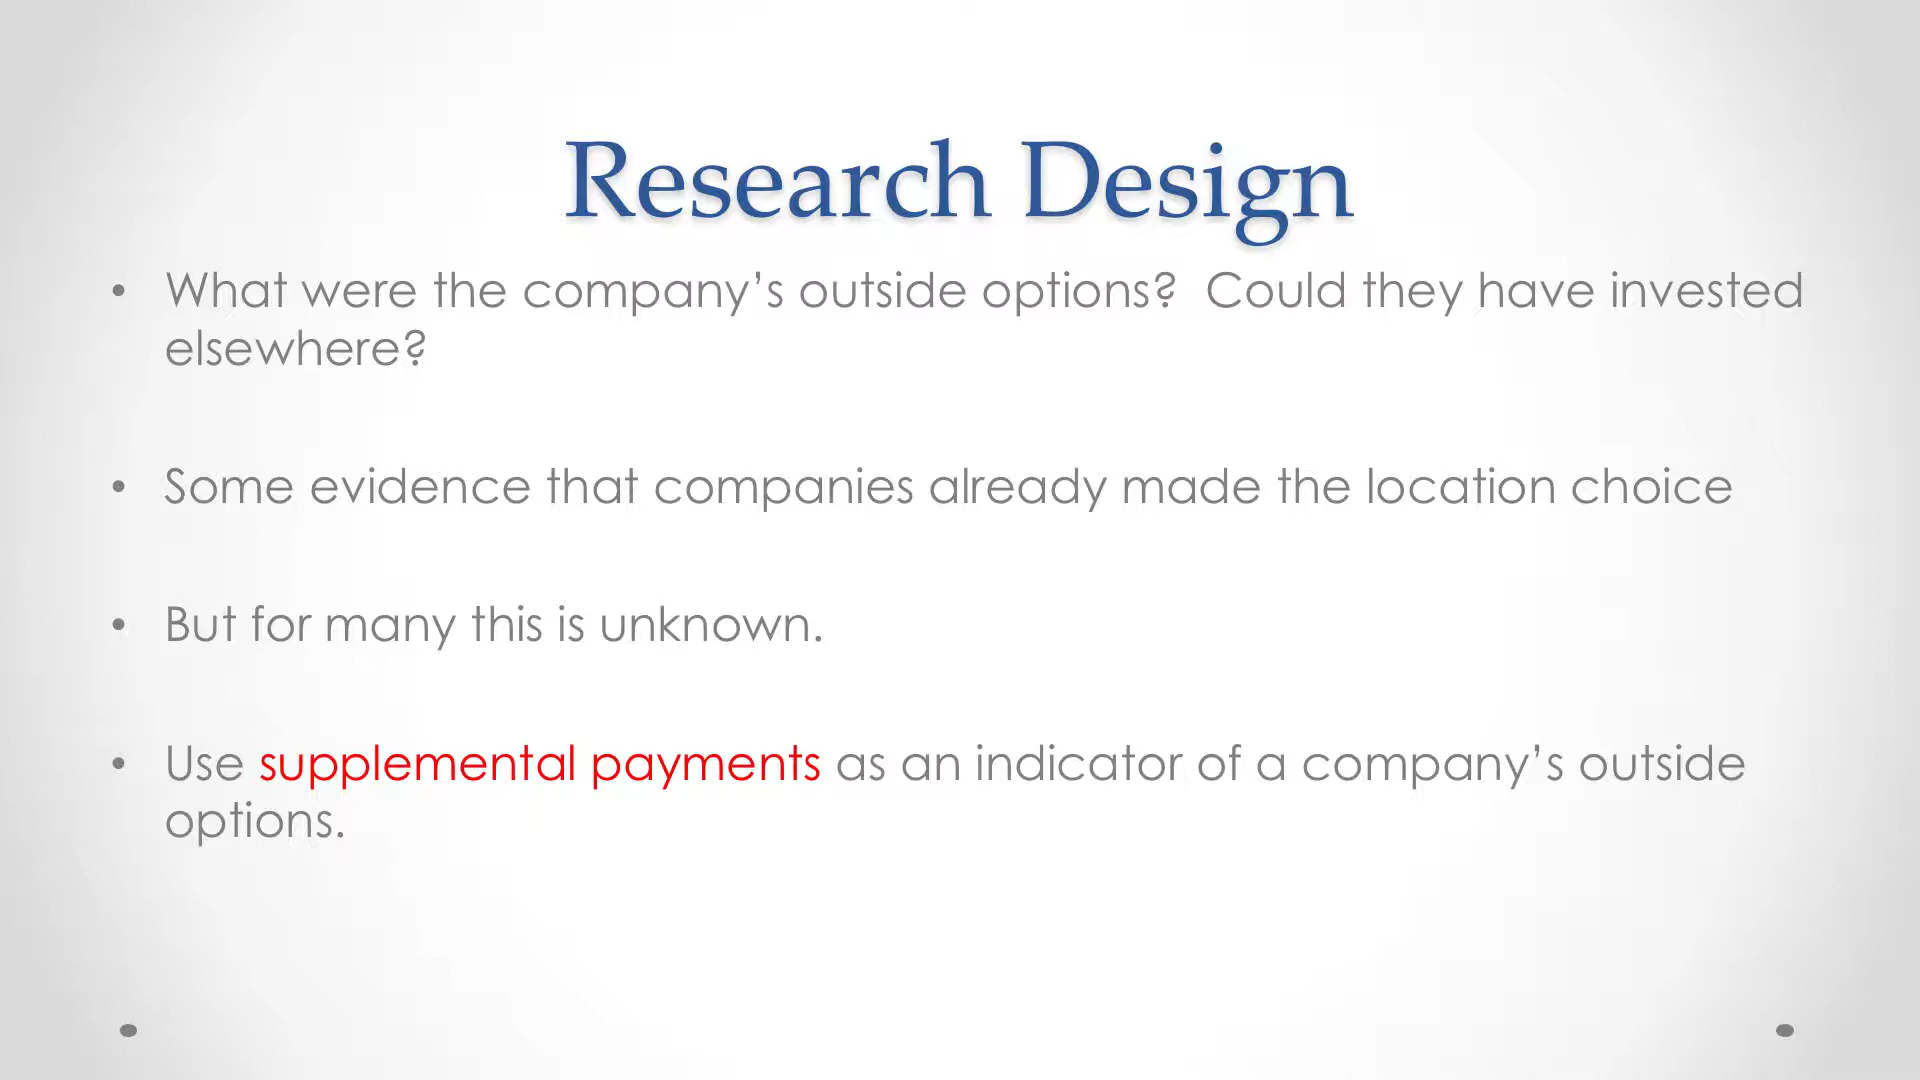 Research Design
• What were the company’s outside options?  Could they have invested
elsewhere?
• Some evidence that companies already made the location choice
• But for many this is unknown.
• Use supplemental payments as an indicator of a company’s outside
options.